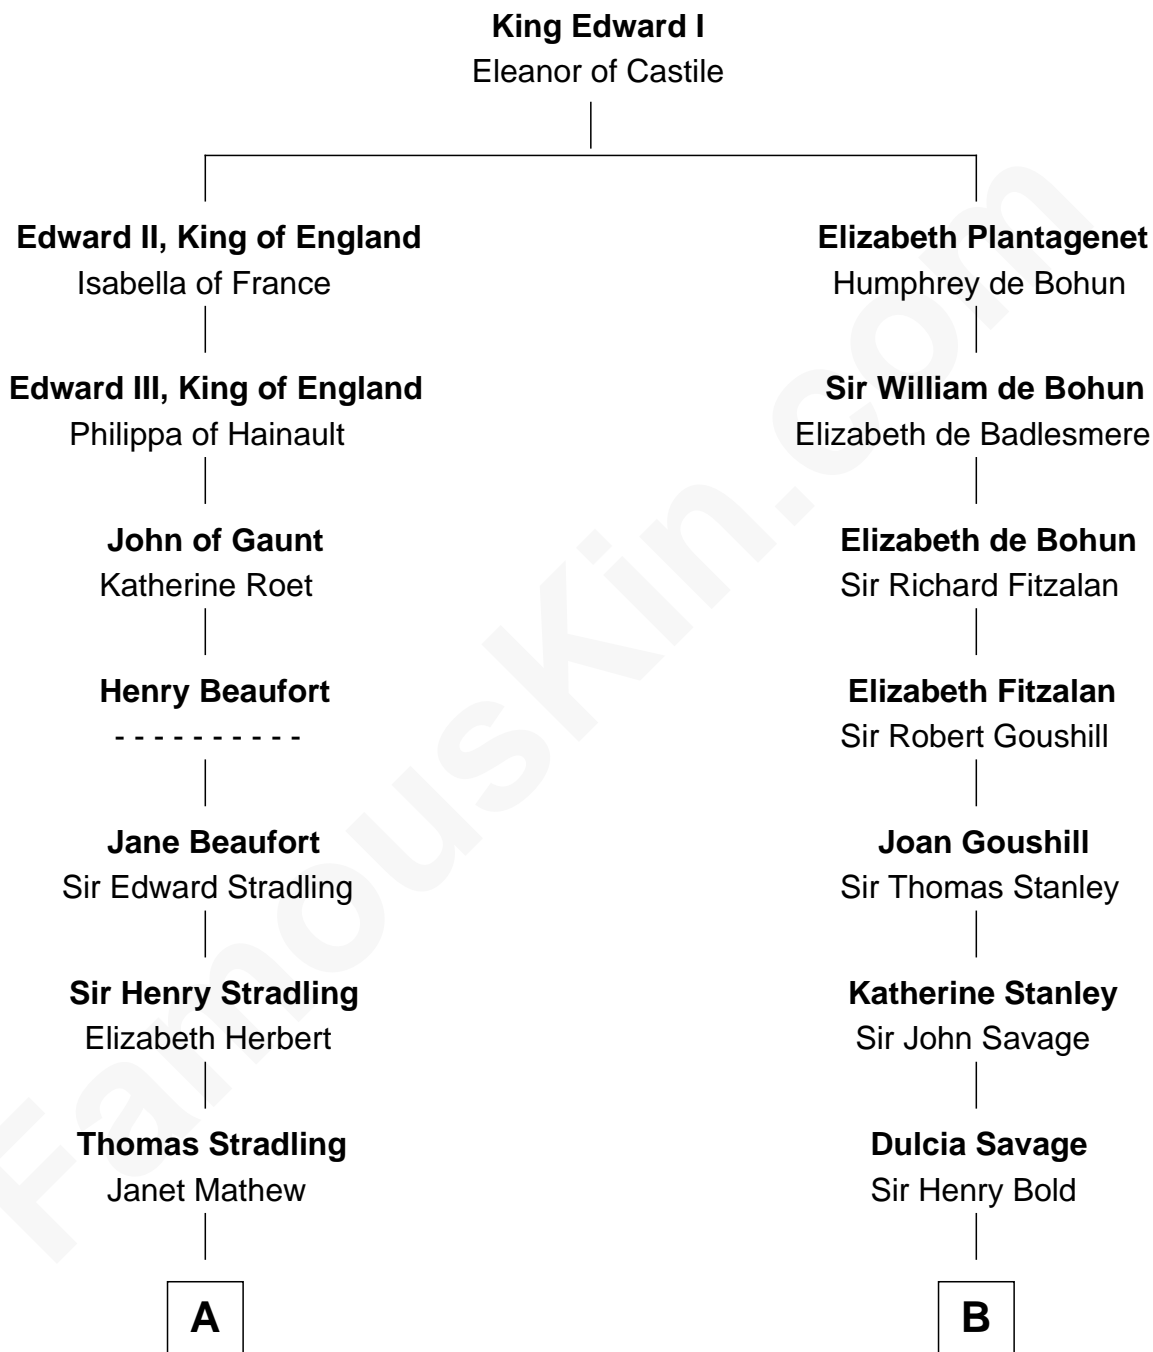 King Edward I
Eleanor of Castile
Edward II, King of England
Isabella of France
Elizabeth Plantagenet
Humphrey de Bohun
Edward III, King of England
Philippa of Hainault
Sir William de Bohun
Elizabeth de Badlesmere
John of Gaunt
Katherine Roet
Elizabeth de Bohun
Sir Richard Fitzalan
Henry Beaufort
- - - - - - - - - -
Elizabeth Fitzalan
Sir Robert Goushill
Jane Beaufort
Sir Edward Stradling
Joan Goushill
Sir Thomas Stanley
Sir Henry Stradling
Elizabeth Herbert
Katherine Stanley
Sir John Savage
Thomas Stradling
Janet Mathew
Dulcia Savage
Sir Henry Bold
A
B
FamousKin.com